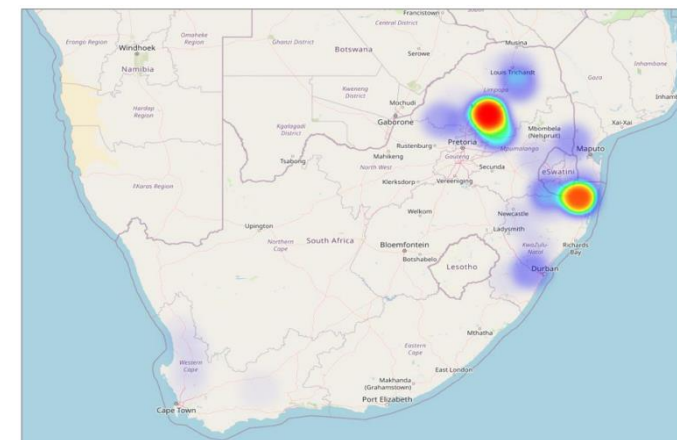 Francistown
Central District
Erongo Region
Omaheke
Region
Ghanzi District
Botswana
Serowe
Musina
Windhoek
Namibia
Louis Trichardt
Limpopo
Gaza
Inhambane
Kweneng
District
Hardap
Region
Mochudi
Kgalagadi
District
Gaborone
Xai-Xai
Mbombela
(Nelspruit)
Pretoria
Rustenburg
Mpumalanga
Maputo
Tsabong
Mahikeng
Gauteng
North West
Secunda
eSwatini
ǁKaras Region
Klerksdorp
Vereeniging
Welkom
Newcastle
Upington
Ladysmith
Northern
Cape
South Africa
Bloemfontein
Botshabelo
KwaZulu-
Natal
Richards
Bay
Lesotho
Durban
Mthatha
Eastern
Cape
Western
Cape
East London
Makhanda
(Grahamstown)
Cape Town
Port Elizabeth